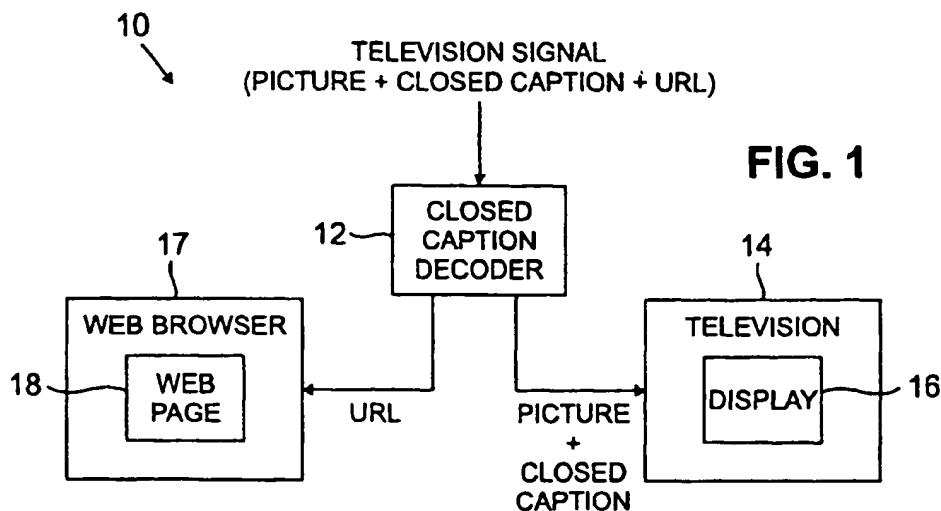 10
TELEVISION SIGNAL
(PICTURE + CLOSED CAPTION + URL)
FIG. 1
12
CLOSED
CAPTION
DECODER
17
WEB BROWSER
18
WEB
PAGE
URL
PICTURE
+
CLOSED
CAPTION
14
TELEVISION
DISPLAY
16